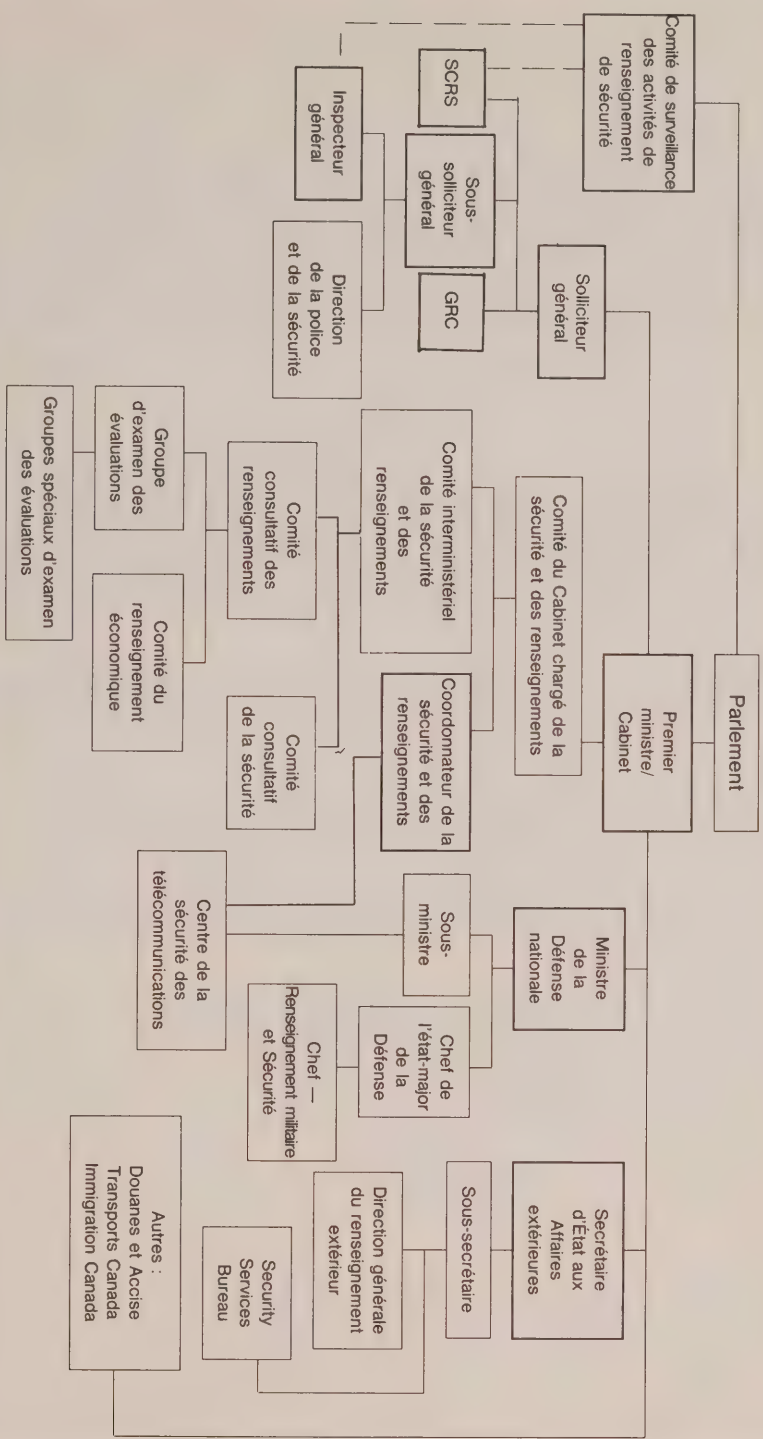 Parlement
Premier
ministre/
Cabinet
Comité de surveillance
des activités de
renseignement
de sécurité
Solliciteur
général
SCRS
Sous-
solliciteur
général
GRC
Inspecteur
général
Direction
de la police
et de la sécurité
Comité du Cabinet chargé de la
sécurité et des renseignements
Comité interministériel
de la sécurité
et des
renseignements
Coordonnateur de la
sécurité et des
renseignements
Comité
consultatif des
renseignements
Comité
consultatif
de la sécurité
Groupe
d'examen des
évaluations
Comité du
renseignement
économique
Groupes spéciaux d'examen
des évaluations
Ministre
de la
Défense
nationale
Sous-
ministre
Chef de
l'état-major
de la
Défense
Centre de la
sécurité des
télécommunications
Chef —
Renseignement militaire
et Sécurité
Secrétaire
d'État aux
Affaires
extérieures
Sous-secrétaire
Direction générale
du renseignement
extérieur
Security
Services
Bureau
Autres :
Douanes et Accise
Transports Canada
Immigration Canada